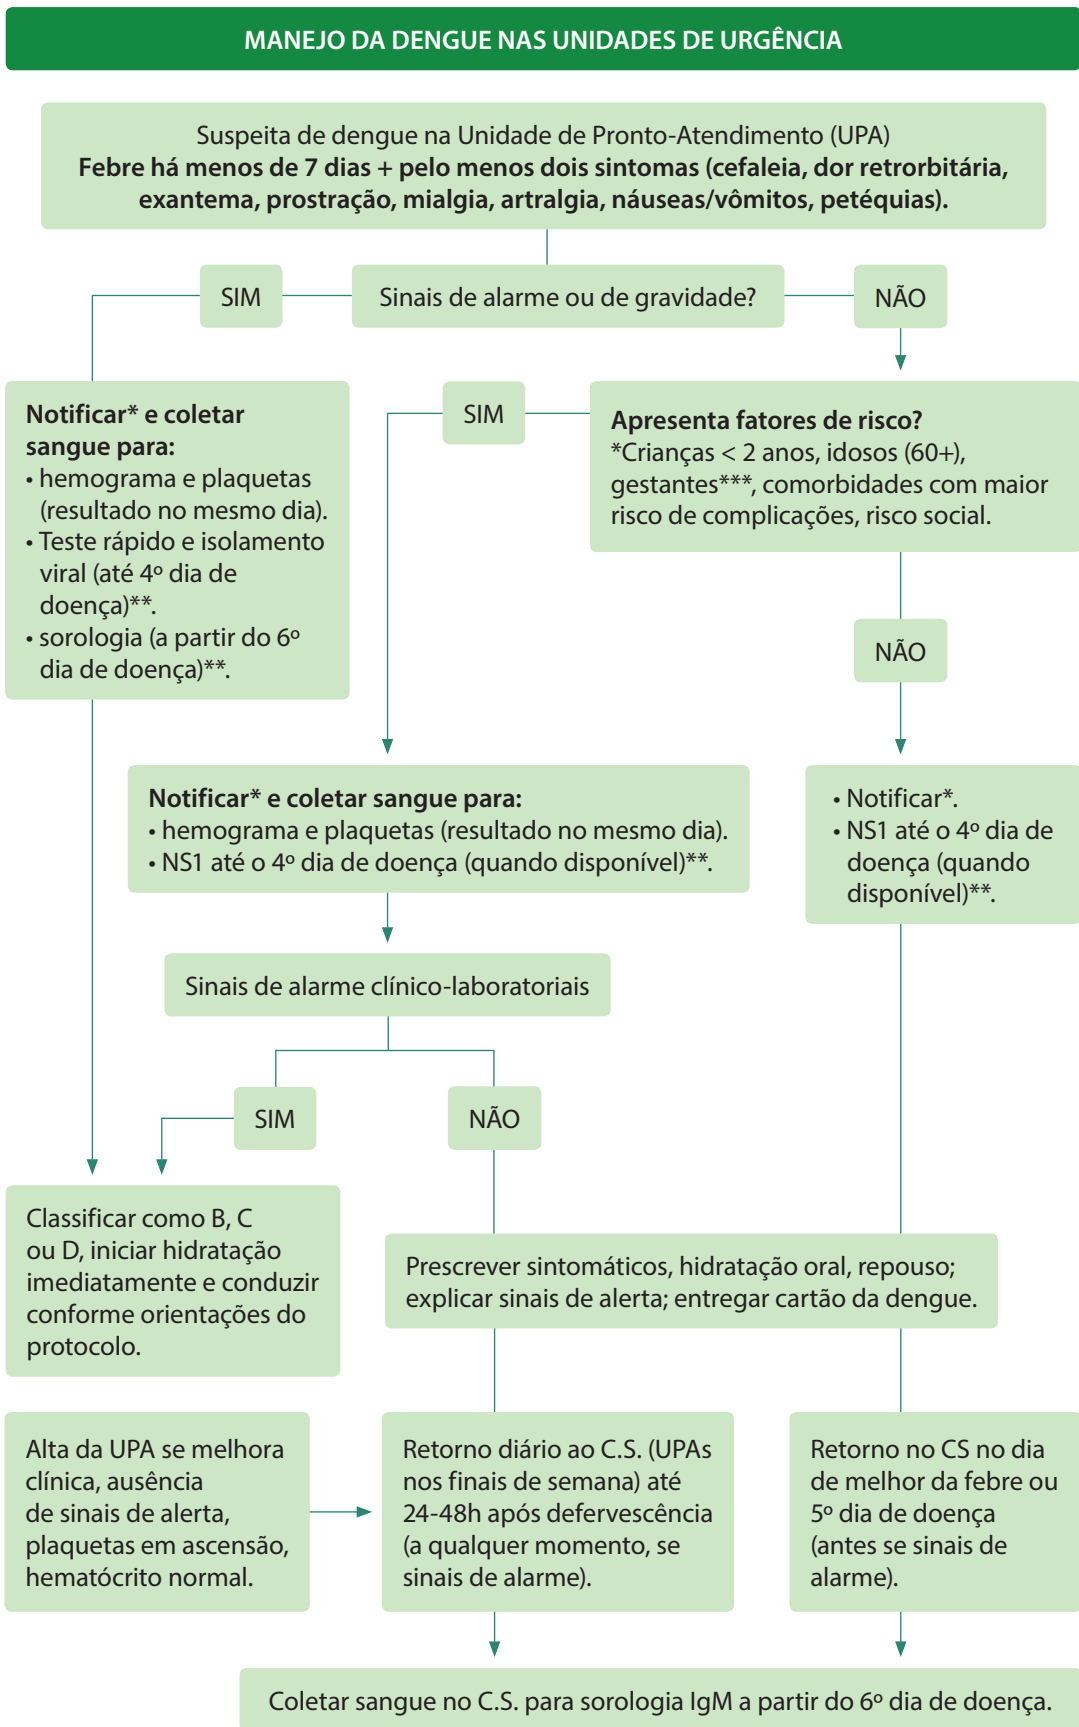 MANEJO DA DENGUE NAS UNIDADES DE URGÊNCIA
Suspeita de dengue na Unidade de Pronto-Atendimento (UPA)
Febre há menos de 7 dias + pelo menos dois sintomas (cefaleia, dor retrorbitária,
exantema, prostração, mialgia, artralgia, náuseas/vômitos, petéquias).
SIM
Sinais de alarme ou de gravidade?
NÃO
Notificar* e coletar
sangue para:
• hemograma e plaquetas
(resultado no mesmo dia).
• Teste rápido e isolamento
viral (até 4º dia de
doença)**.
• sorologia (a partir do 6º
dia de doença)**.
SIM
Apresenta fatores de risco?
*Crianças < 2 anos, idosos (60+),
gestantes***, comorbidades com maior
risco de complicações, risco social.
NÃO
Notificar* e coletar sangue para:
• hemograma e plaquetas (resultado no mesmo dia).
• NS1 até o 4º dia de doença (quando disponível)**.
• Notificar*.
• NS1 até o 4º dia de
doença (quando
disponível)**.
Sinais de alarme clínico-laboratoriais
SIM
NÃO
Classificar como B, C
ou D, iniciar hidratação
imediatamente e conduzir
conforme orientações do
protocolo.
Prescrever sintomáticos, hidratação oral, repouso;
explicar sinais de alerta; entregar cartão da dengue.
Alta da UPA se melhora
clínica, ausência
de sinais de alerta,
plaquetas em ascensão,
hematócrito normal.
Retorno diário ao C.S. (UPAs
nos finais de semana) até
24-48h após defervescência
(a qualquer momento, se
sinais de alarme).
Retorno no CS no dia
de melhor da febre ou
5º dia de doença
(antes se sinais de
alarme).
Coletar sangue no C.S. para sorologia IgM a partir do 6º dia de doença.